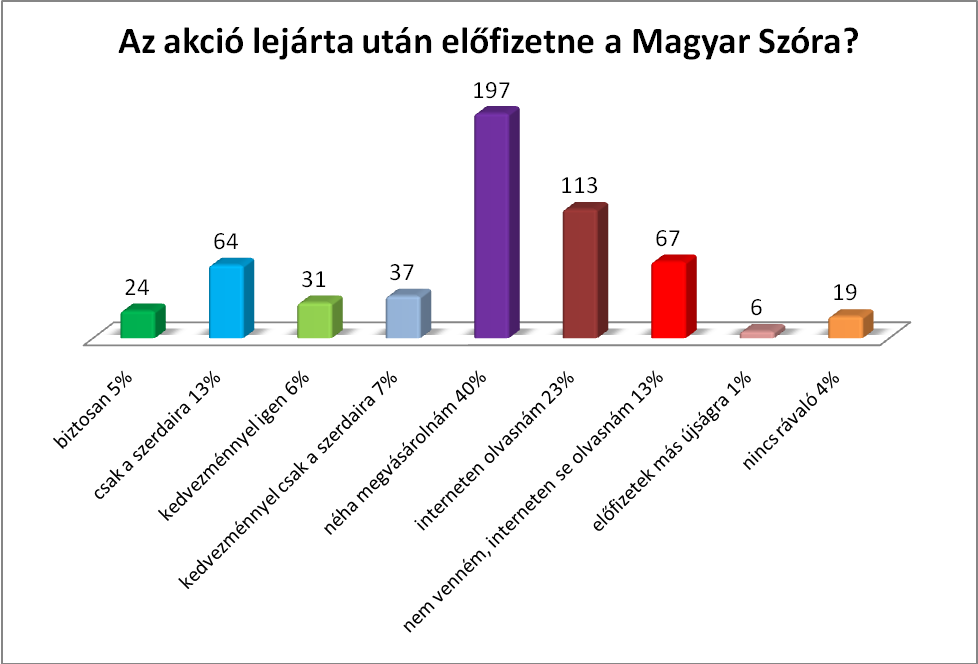 Az akció lejárta után előfizetne a Magyar Szóra?
24
64
31
37
197
113
67
6
19
biztosan 5%
csak a szerdaira 13%
kedvezménnyel igen 6%
kedvezménnyel csak a szerdaira 7%
néha megvásárolnám 40%
interneten olvasnám 23%
nem venném, interneten se olvasnám 13%
előfizetek más újságra 1%
nincs rávaló 4%